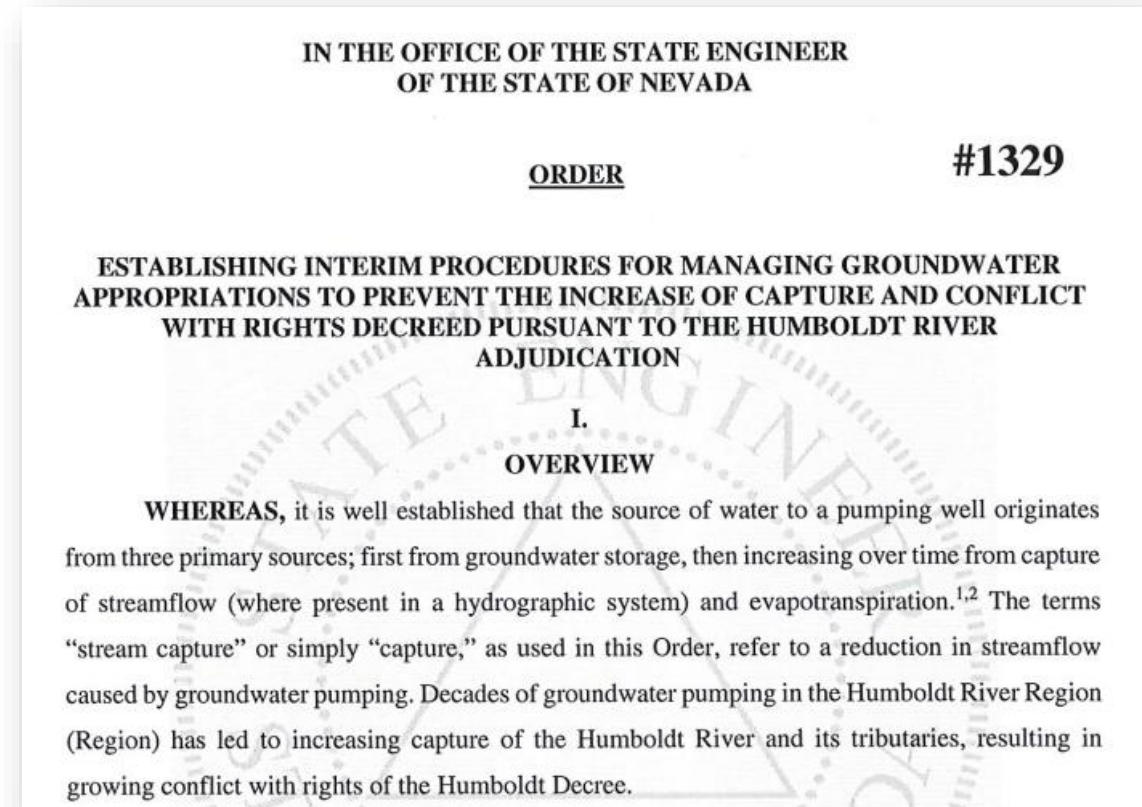 IN THE OFFICE OF THE STATE ENGINEER
OF THE STATE OF NEVADA
#1329
ORDER
ESTABLISHING INTERIM PROCEDURES FOR MANAGING GROUNDWATER
APPROPRIATIONS TO PREVENT THE INCREASE OF CAPTURE AND CONFLICT
WITH RIGHTS DECREED PURSUANT TO THE HUMBOLDT RIVER
ADJUDICATION
I.
OVERVIEW
WHEREAS, it is well established that the source of water to a pumping well originates
from three primary sources; first from groundwater storage, then increasing over time from capture
of streamflow (where present in a hydrographic system) and evapotranspiration.1,2 The terms
“stream capture” or simply “capture,” as used in this Order, refer to a reduction in streamflow
caused by groundwater pumping. Decades of groundwater pumping in the Humboldt River Region
(Region) has led to increasing capture of the Humboldt River and its tributaries, resulting in
growing conflict with rights of the Humboldt Decree.
STATE ENGINEER